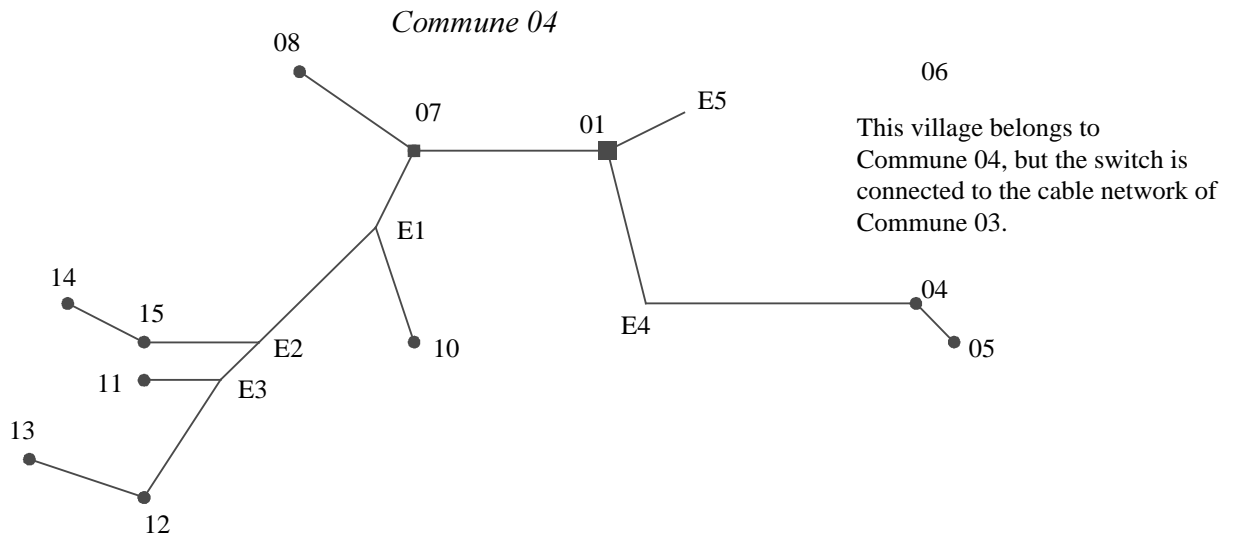 Commune 04
08
06
07
E5
01
This village belongs to
Commune 04, but the switch is
connected to the cable network of
Commune 03.
E1
14
04
15
E4
E2
10
05
11
E3
13
12